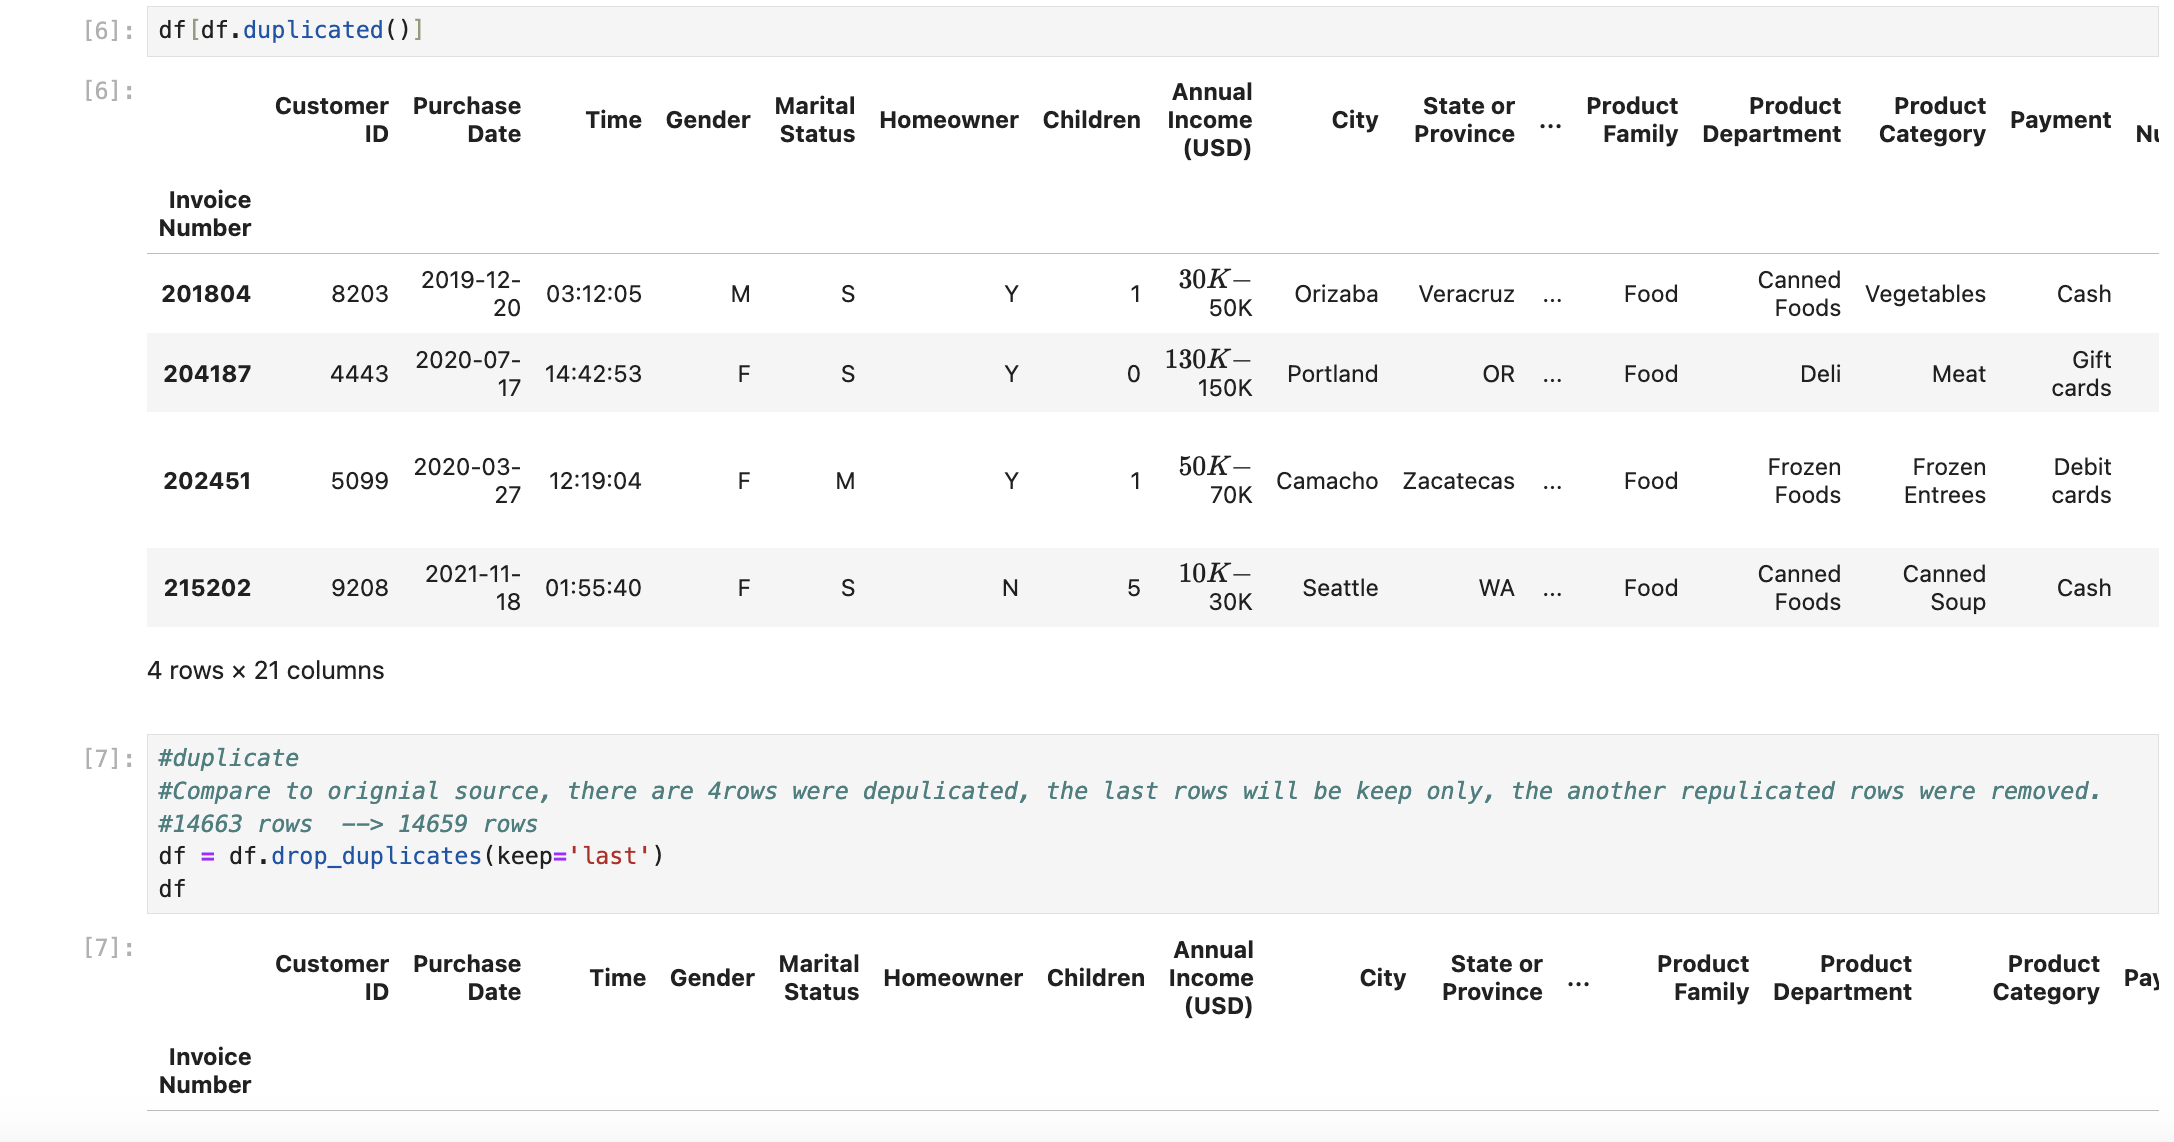 [6]: df[df.duplicated()]
[6]:
Customer ID Purchase Date Time Gender Marital Status Homeowner Children Annual Income (USD) City State or Province ... Product Family Product Department Product Category Payment
Invoice Number
201804 8203 2019-12-20 03:12:05 M S Y 1 30K–50K Orizaba Veracruz ... Food Canned Foods Vegetables Cash
204187 4443 2020-07-17 14:42:53 F S Y 0 130K–150K Portland OR ... Food Deli Meat Gift cards
202451 5099 2020-03-27 12:19:04 F M Y 1 50K–70K Camacho Zacatecas ... Food Frozen Foods Frozen Entrees Debit cards
215202 9208 2021-11-18 01:55:40 F S N 5 10K–30K Seattle WA ... Food Canned Foods Canned Soup Cash
4 rows × 21 columns
[7]: #duplicate
#Compare to orignial source, there are 4rows were depulicated, the last rows will be keep only, the another repulicated rows were removed.
#14663 rows  --> 14659 rows
df = df.drop_duplicates(keep='last')
df
[7]:
Customer ID Purchase Date Time Gender Marital Status Homeowner Children Annual Income (USD) City State or Province ... Product Family Product Department Product Category
Invoice Number